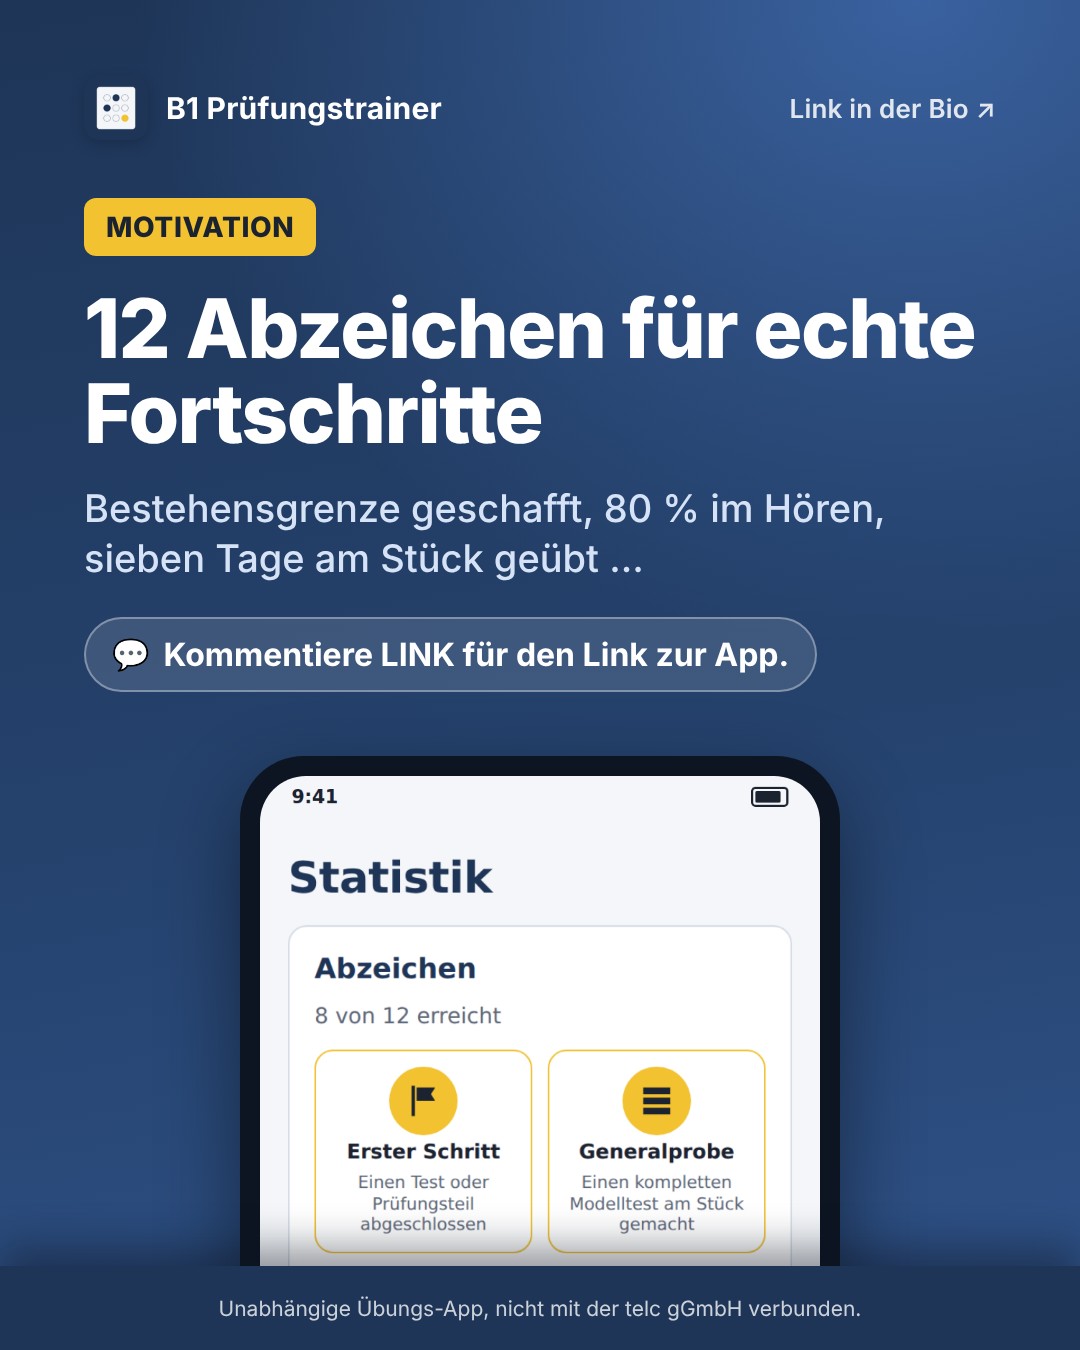 B1 Prüfungstrainer
Link in der Bio ↗
MOTIVATION
12 Abzeichen für echte
Fortschritte
Bestehensgrenze geschafft, 80 % im Hören,
sieben Tage am Stück geübt ...
💬 Kommentiere LINK für den Link zur App.
9:41
Statistik
Abzeichen
8 von 12 erreicht
Erster Schritt
Einen Test oder
Prüfungsteil
abgeschlossen
Generalprobe
Einen kompletten
Modelltest am Stück
gemacht
Unabhängige Übungs-App, nicht mit der telc gGmbH verbunden.